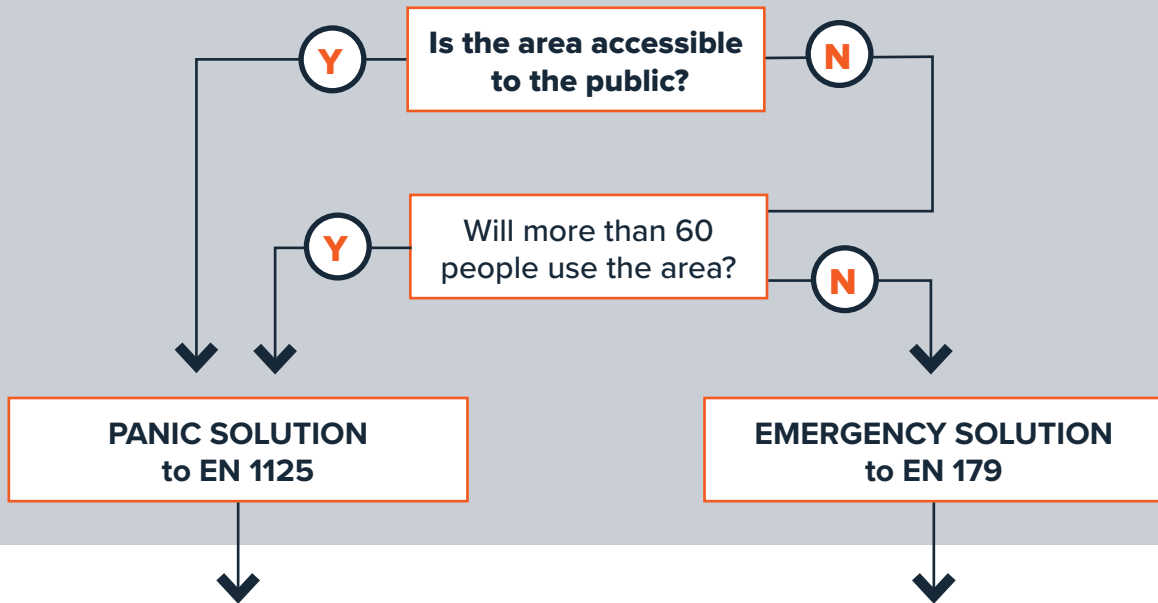 Is the area accessible
to the public?
Y
N
Will more than 60
people use the area?
Y
N
PANIC SOLUTION
to EN 1125
EMERGENCY SOLUTION
to EN 179